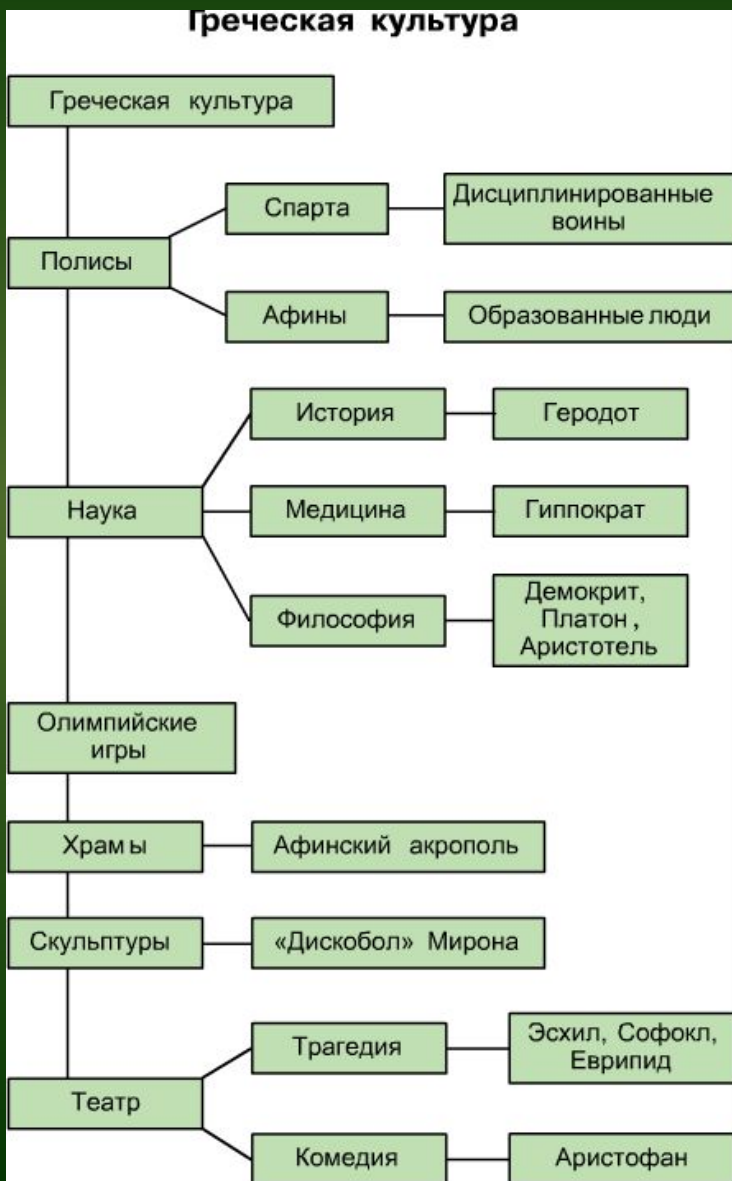 Греческая культура
Греческая культура
Полисы
Спарта
Дисциплинированные
воины
Афины
Образованные люди
Наука
История
Геродот
Медицина
Гиппократ
Философия
Демокрит,
Платон ,
Аристотель
Олимпийские
игры
Храмы
Афинский акрополь
Скульптуры
«Дискобол» Мирона
Театр
Трагедия
Эсхил, Софокл,
Еврипид
Комедия
Аристофан